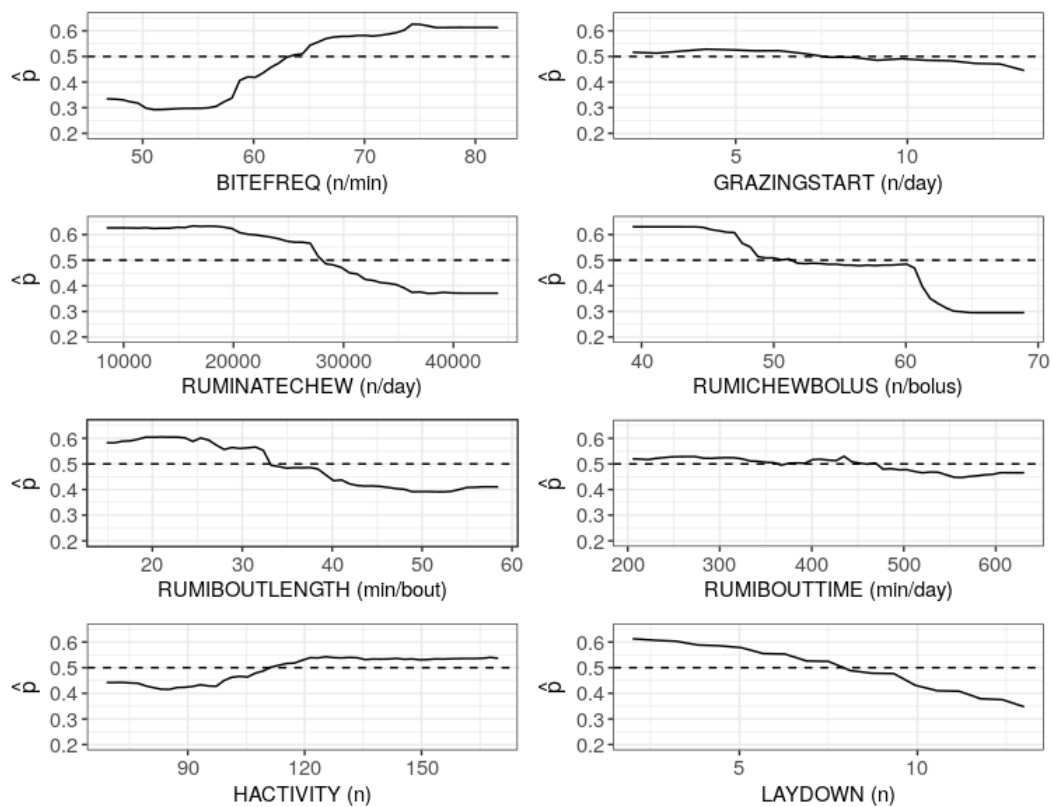 0.6
0.5
0.4
0.3
0.2
p̂
50 60 70 80
BITEFREQ (n/min)
0.6
0.5
0.4
0.3
0.2
p̂
5 10
GRAZINGSTART (n/day)
0.6
0.5
0.4
0.3
0.2
p̂
10000 20000 30000 40000
RUMINATECHEW (n/day)
0.6
0.5
0.4
0.3
0.2
p̂
40 50 60 70
RUMICHEWBOLUS (n/bolus)
0.6
0.5
0.4
0.3
0.2
p̂
20 30 40 50 60
RUMIBOUTLENGTH (min/bout)
0.6
0.5
0.4
0.3
0.2
p̂
200 300 400 500 600
RUMIBOUTTIME (min/day)
0.6
0.5
0.4
0.3
0.2
p̂
90 120 150
HACTIVITY (n)
0.6
0.5
0.4
0.3
0.2
p̂
5 10
LAYDOWN (n)